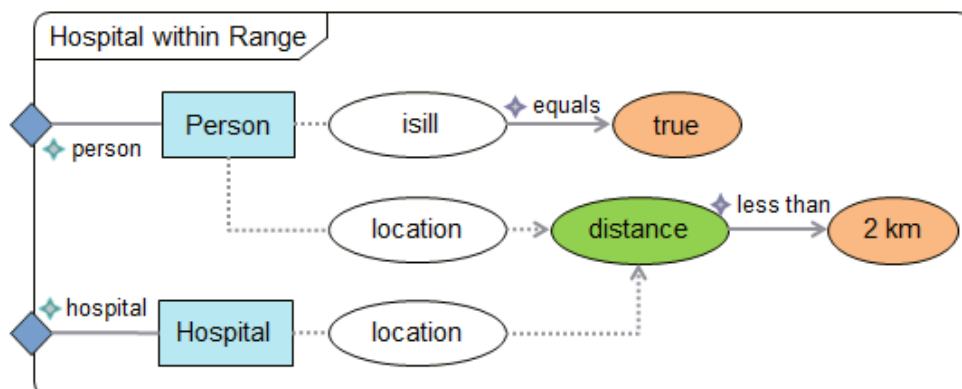 Hospital within Range
Person
isill
equals
true
person
location
distance
less than
2 km
hospital
Hospital
location